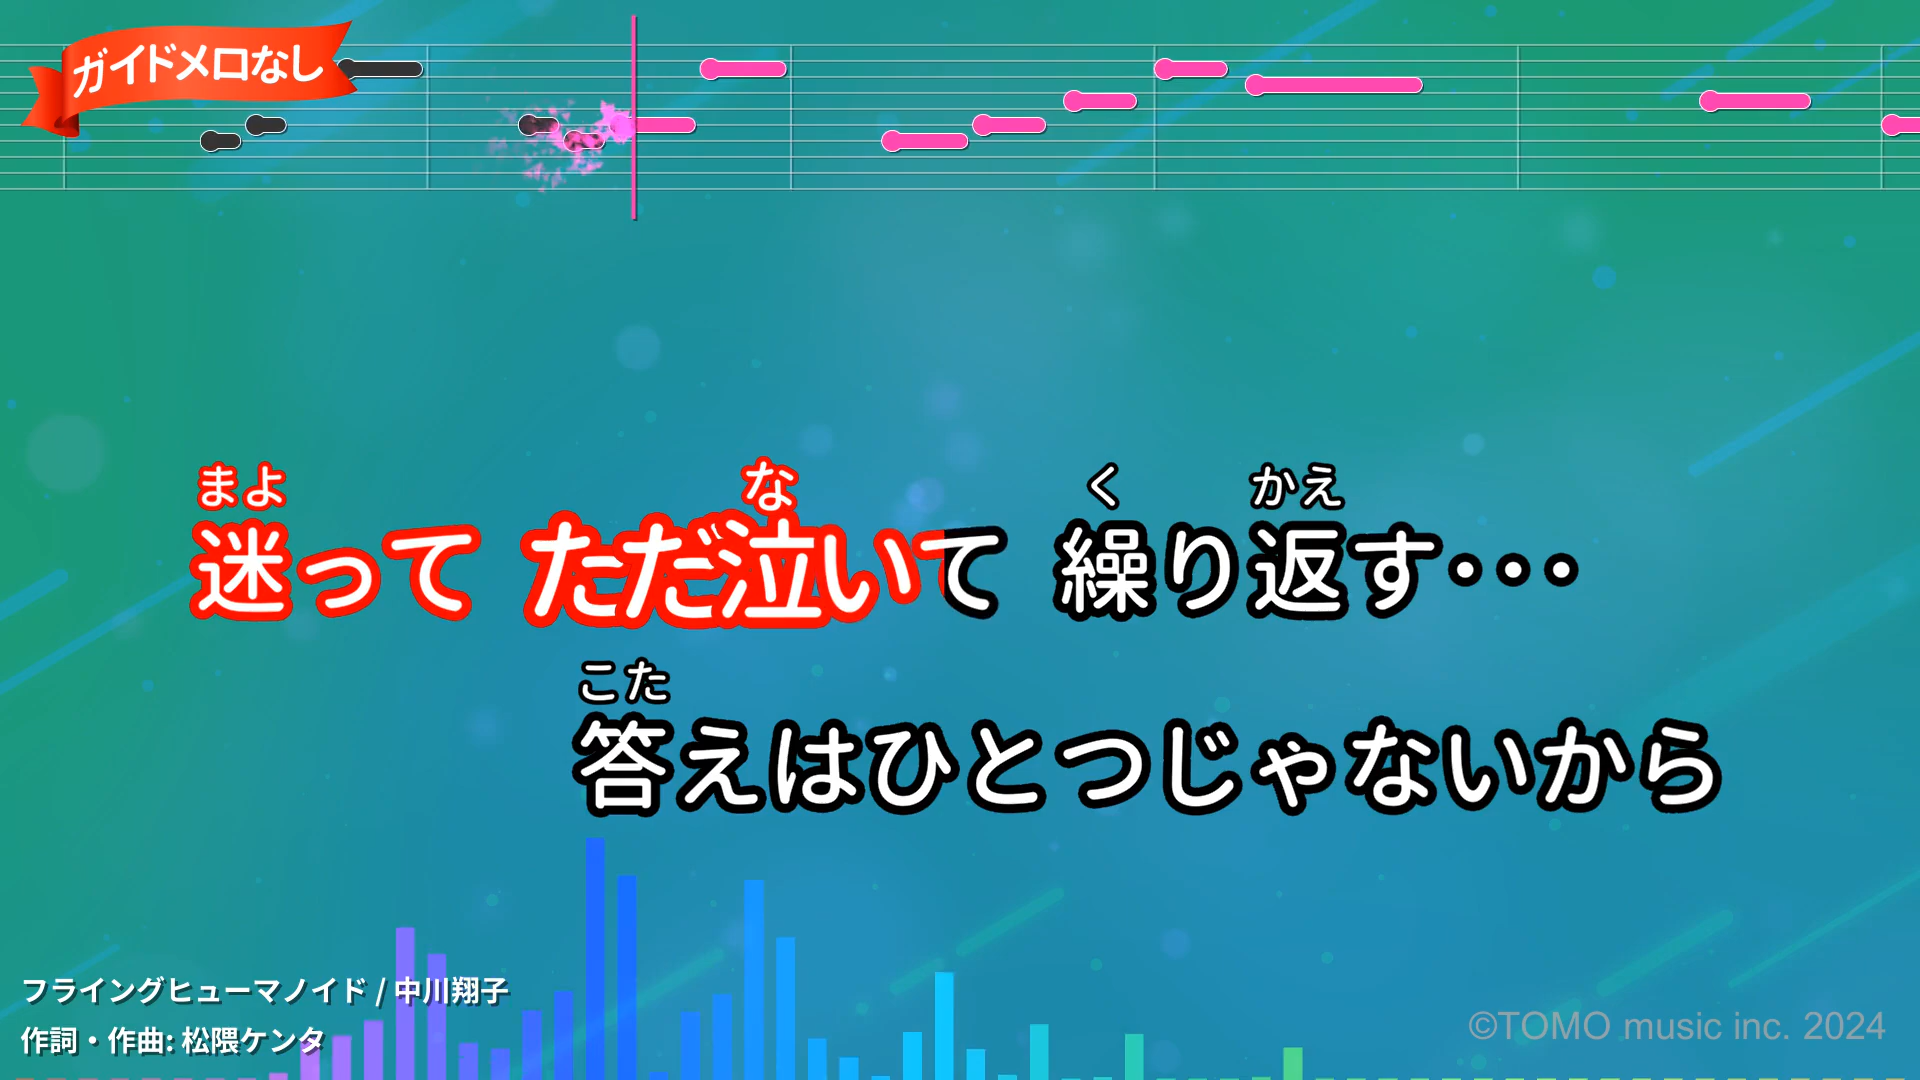 ガイドメロなし
まよ な く かえ
迷って ただ泣いて 繰り返す・・・
こた
答えはひとつじゃないから
フライングヒューマノイド / 中川翔子
作詞・作曲: 松隈ケンタ
©TOMO music inc. 2024